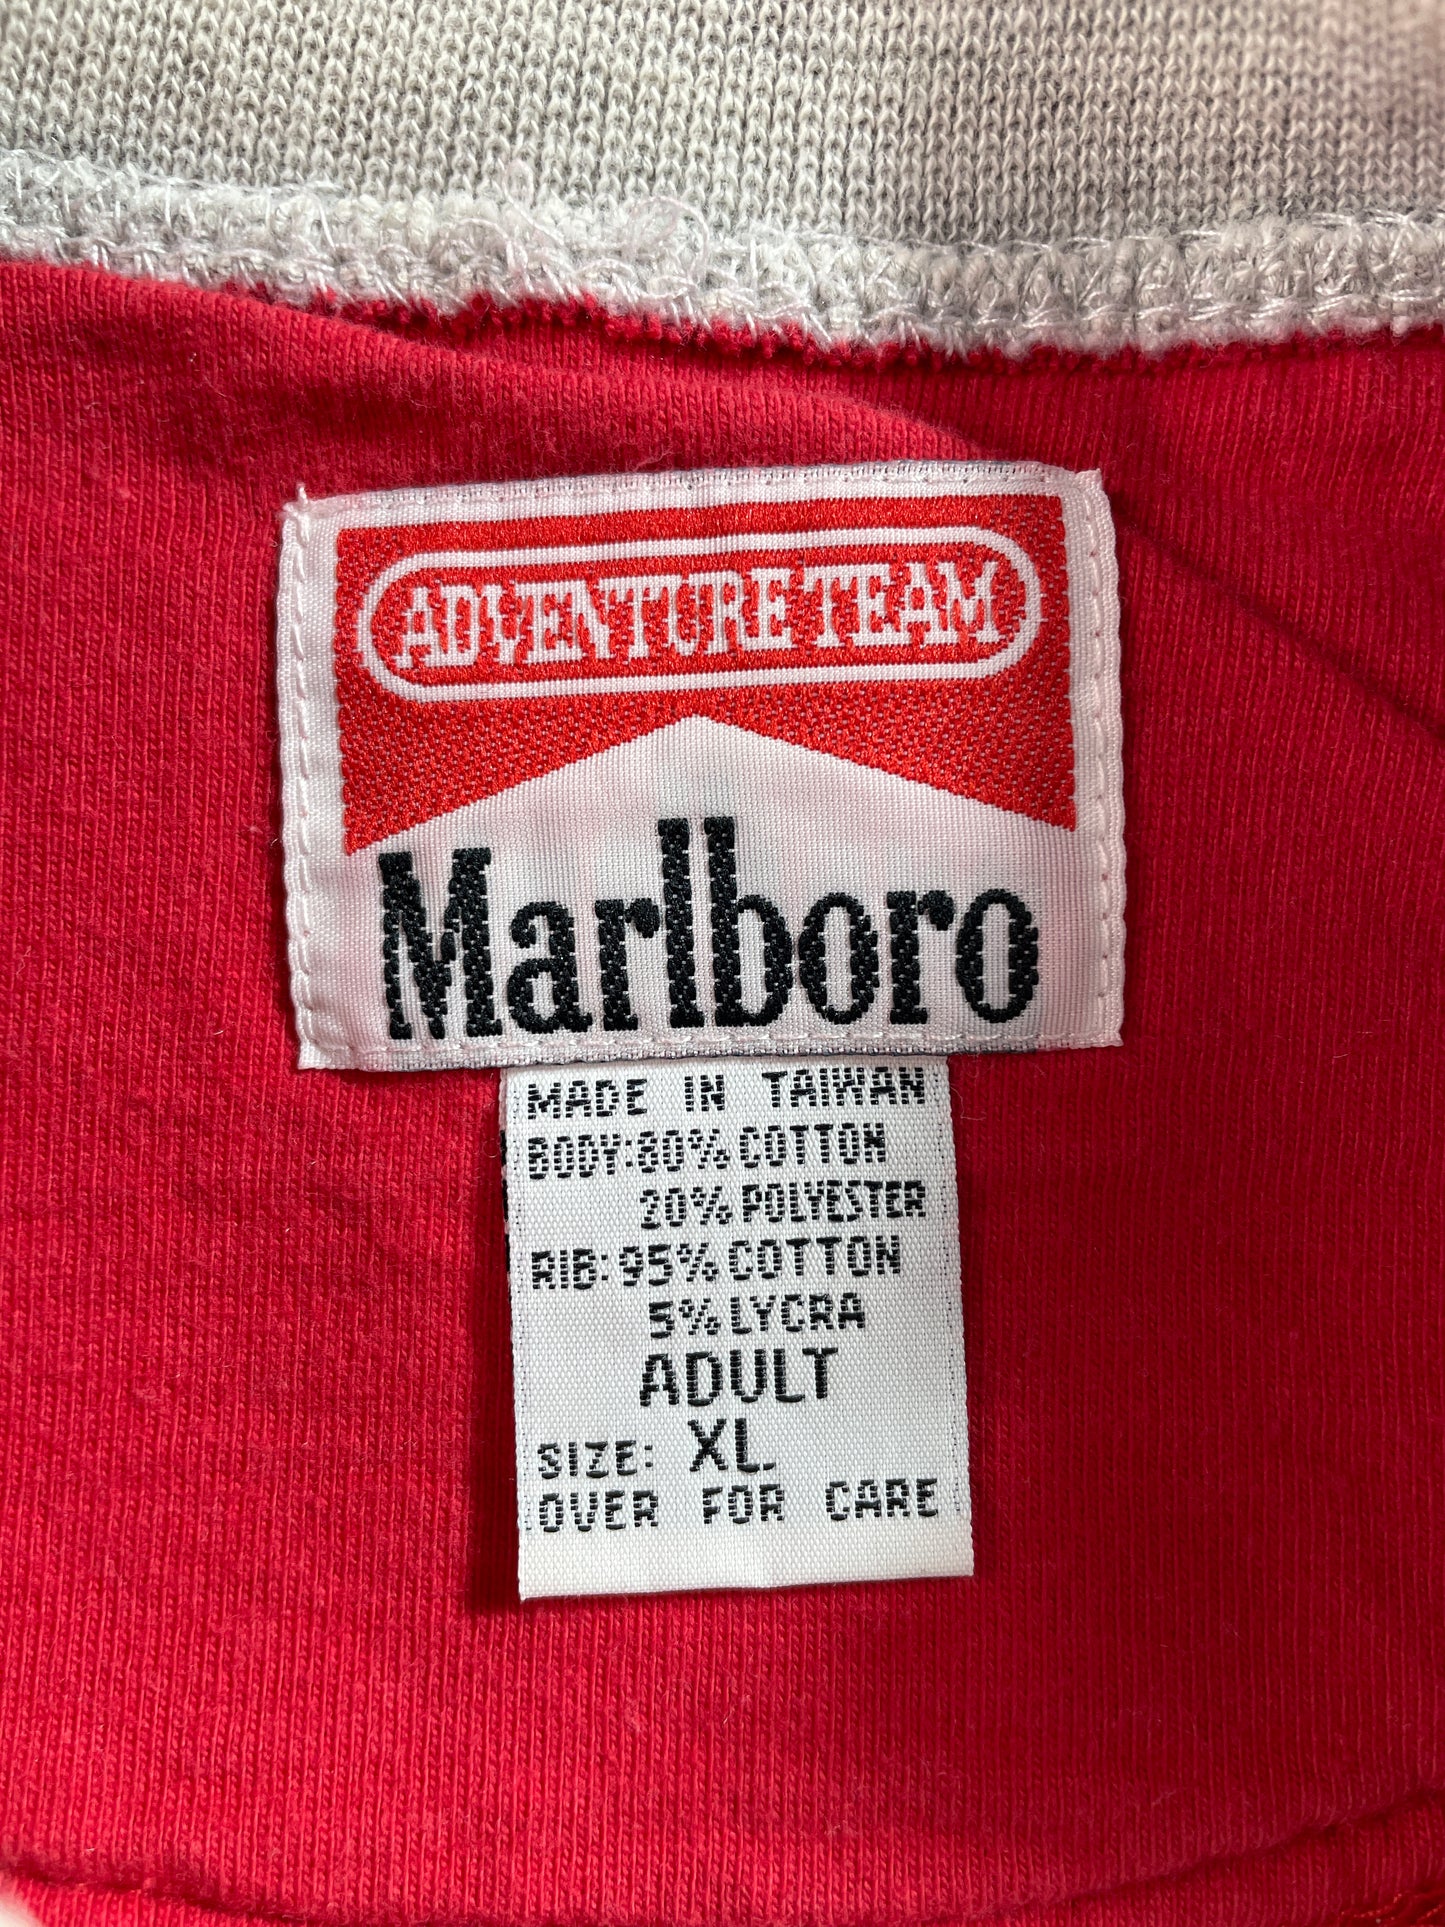 ADVENTURE TEAM
Marlboro
MADE IN TAIWAN
BODY:80% COTTON
20% POLYESTER
RIB:95% COTTON
5% LYCRA
ADULT
SIZE: XL.
OVER FOR CARE